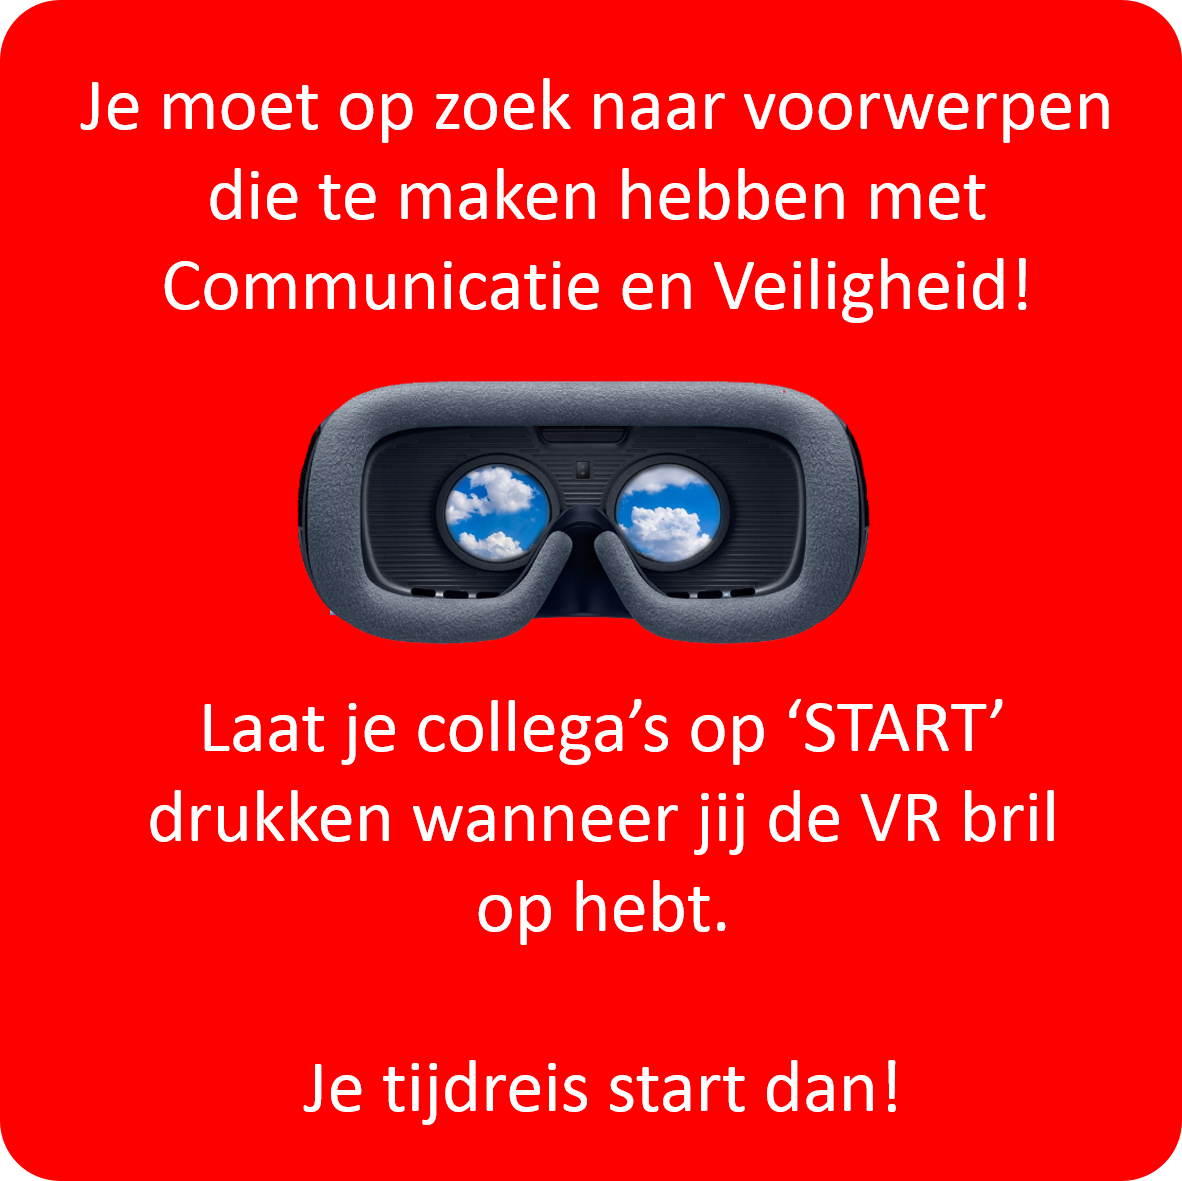 Je moet op zoek naar voorwerpen
die te maken hebben met
Communicatie en Veiligheid!
Laat je collega’s op ‘START’
drukken wanneer jij de VR bril
op hebt.
Je tijdreis start dan!